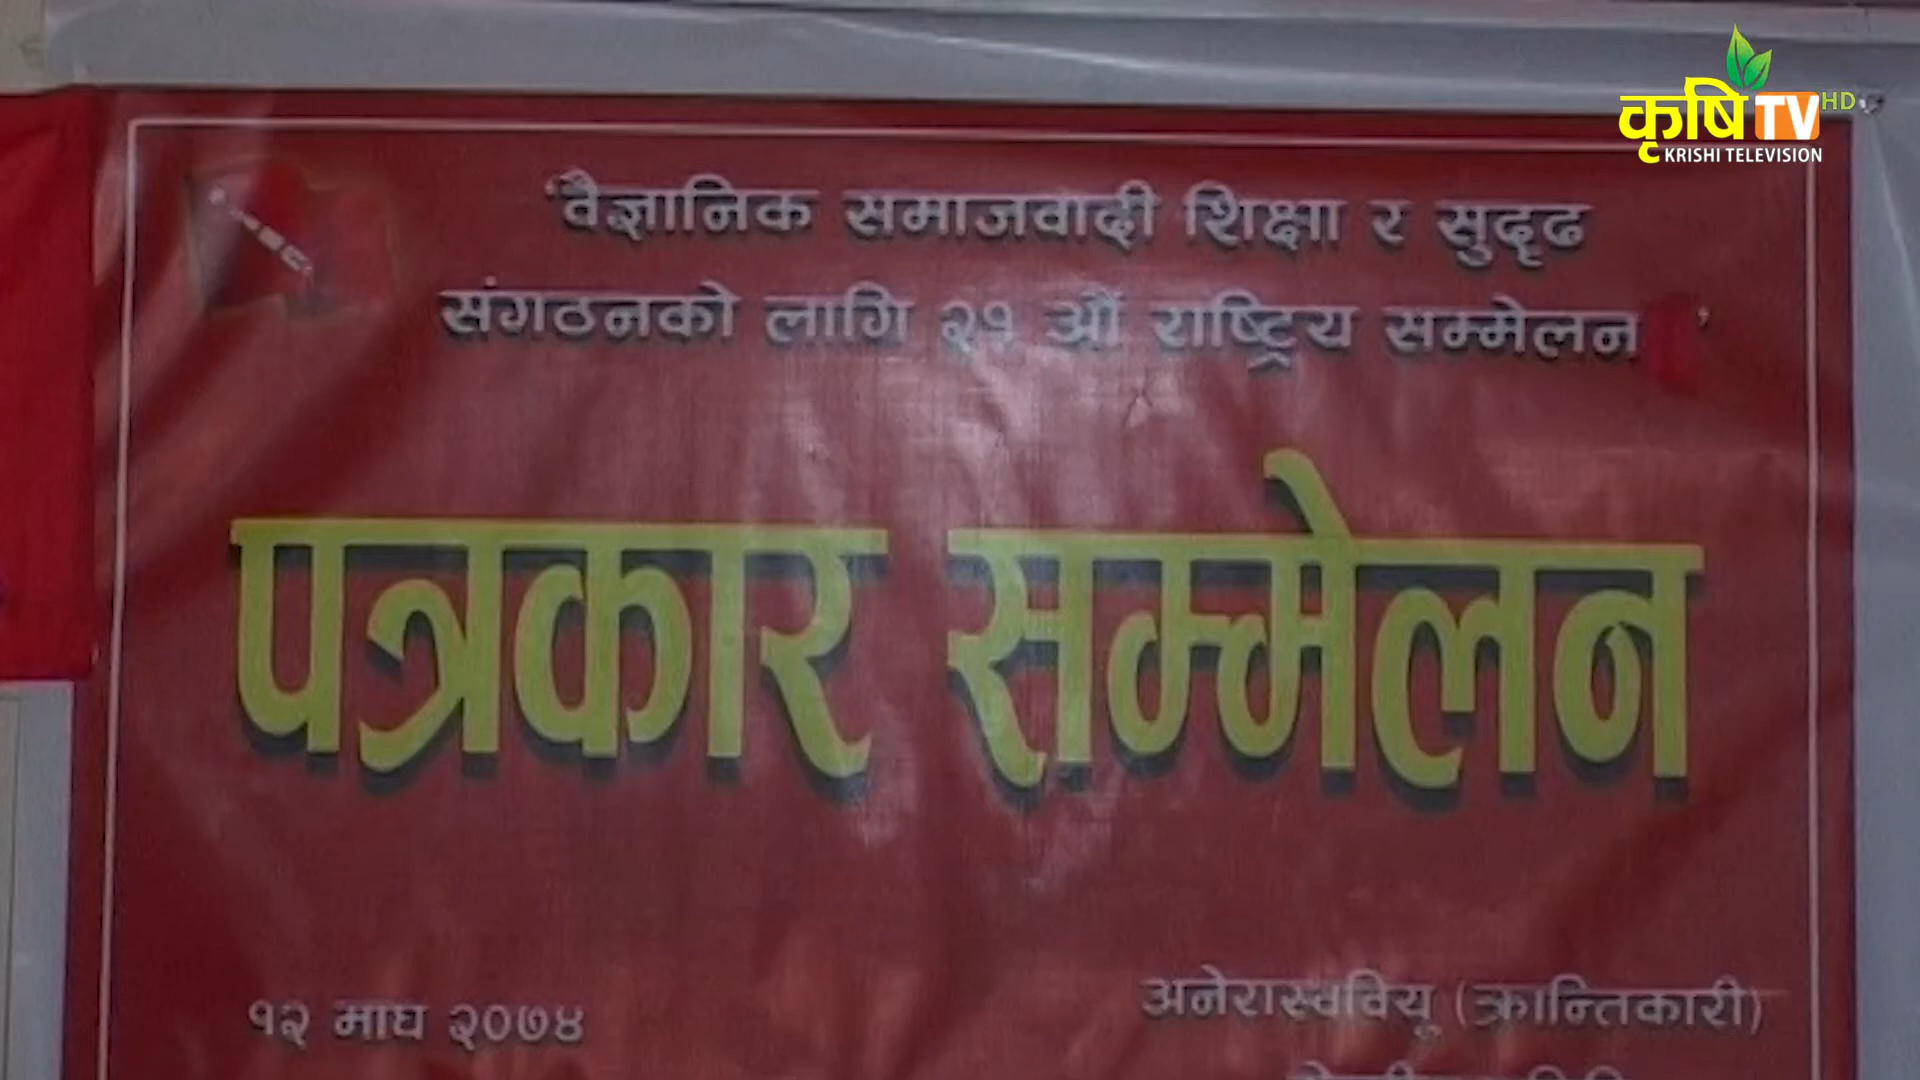 कृषि TV HD
KRISHI TELEVISION
'वैज्ञानिक समाजवादी शिक्षा र सुदृढ
संगठनको लागि २१ औं राष्ट्रिय सम्मेलन'
पत्रकार सम्मेलन
१२ माघ २०७४
अनेरास्ववियू (क्रान्तिकारी)